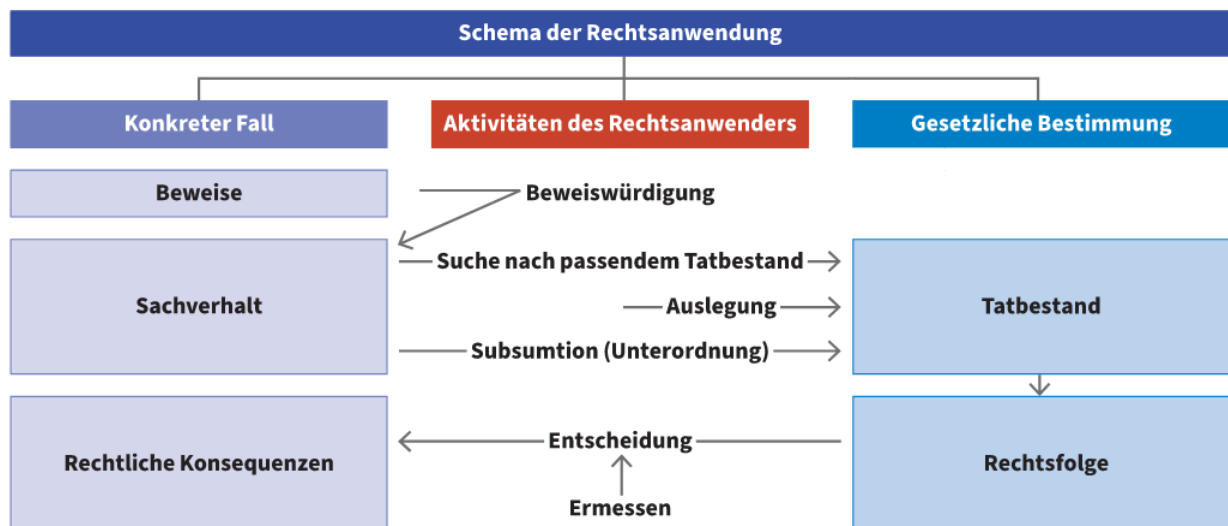 Schema der Rechtsanwendung
Konkreter Fall
Aktivitäten des Rechtsanwenders
Gesetzliche Bestimmung
Beweise
Beweiswürdigung
Sachverhalt
Suche nach passendem Tatbestand
Auslegung
Subsumtion (Unterordnung)
Tatbestand
Rechtliche Konsequenzen
Entscheidung
Ermessen
Rechtsfolge